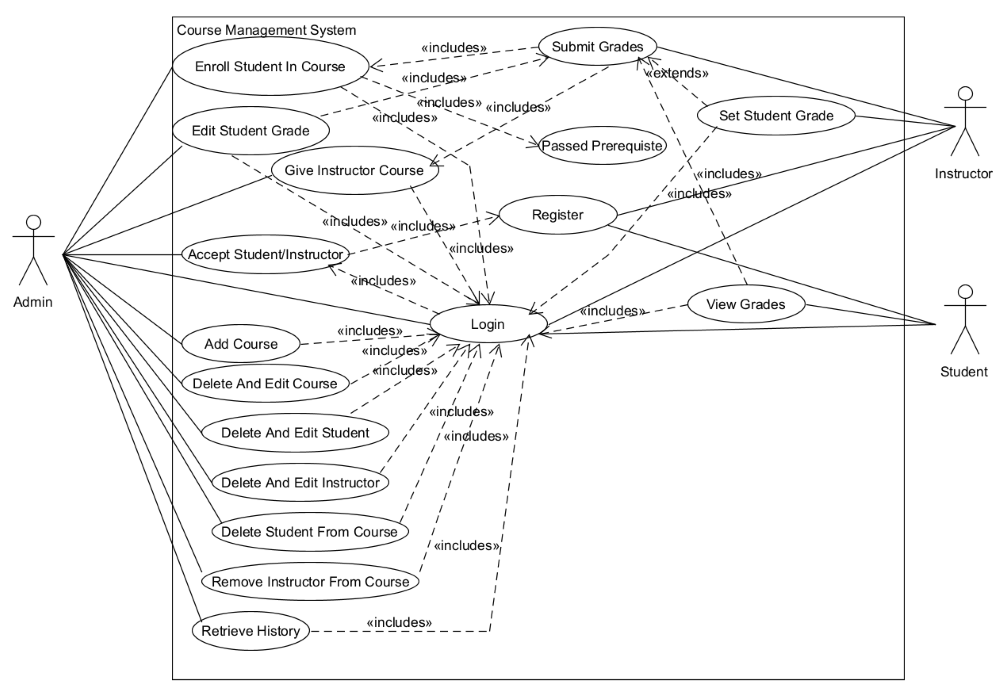 Course Management System
Enroll Student In Course
«includes»
Submit Grades
«includes»
«extends»
«includes»
«includes»
«includes»
Edit Student Grade
Set Student Grade
Passed Prerequiste
Give Instructor Course
«includes»
Instructor
«includes»
Register
«includes»
«includes»
Accept Student/Instructor
«includes»
«includes»
Admin
Login
«includes»
View Grades
Add Course
«includes»
«includes»
Student
Delete And Edit Course
«includes»
Delete And Edit Student
«includes»
«includes»
Delete And Edit Instructor
Delete Student From Course
«includes»
Remove Instructor From Course
Retrieve History
«includes»